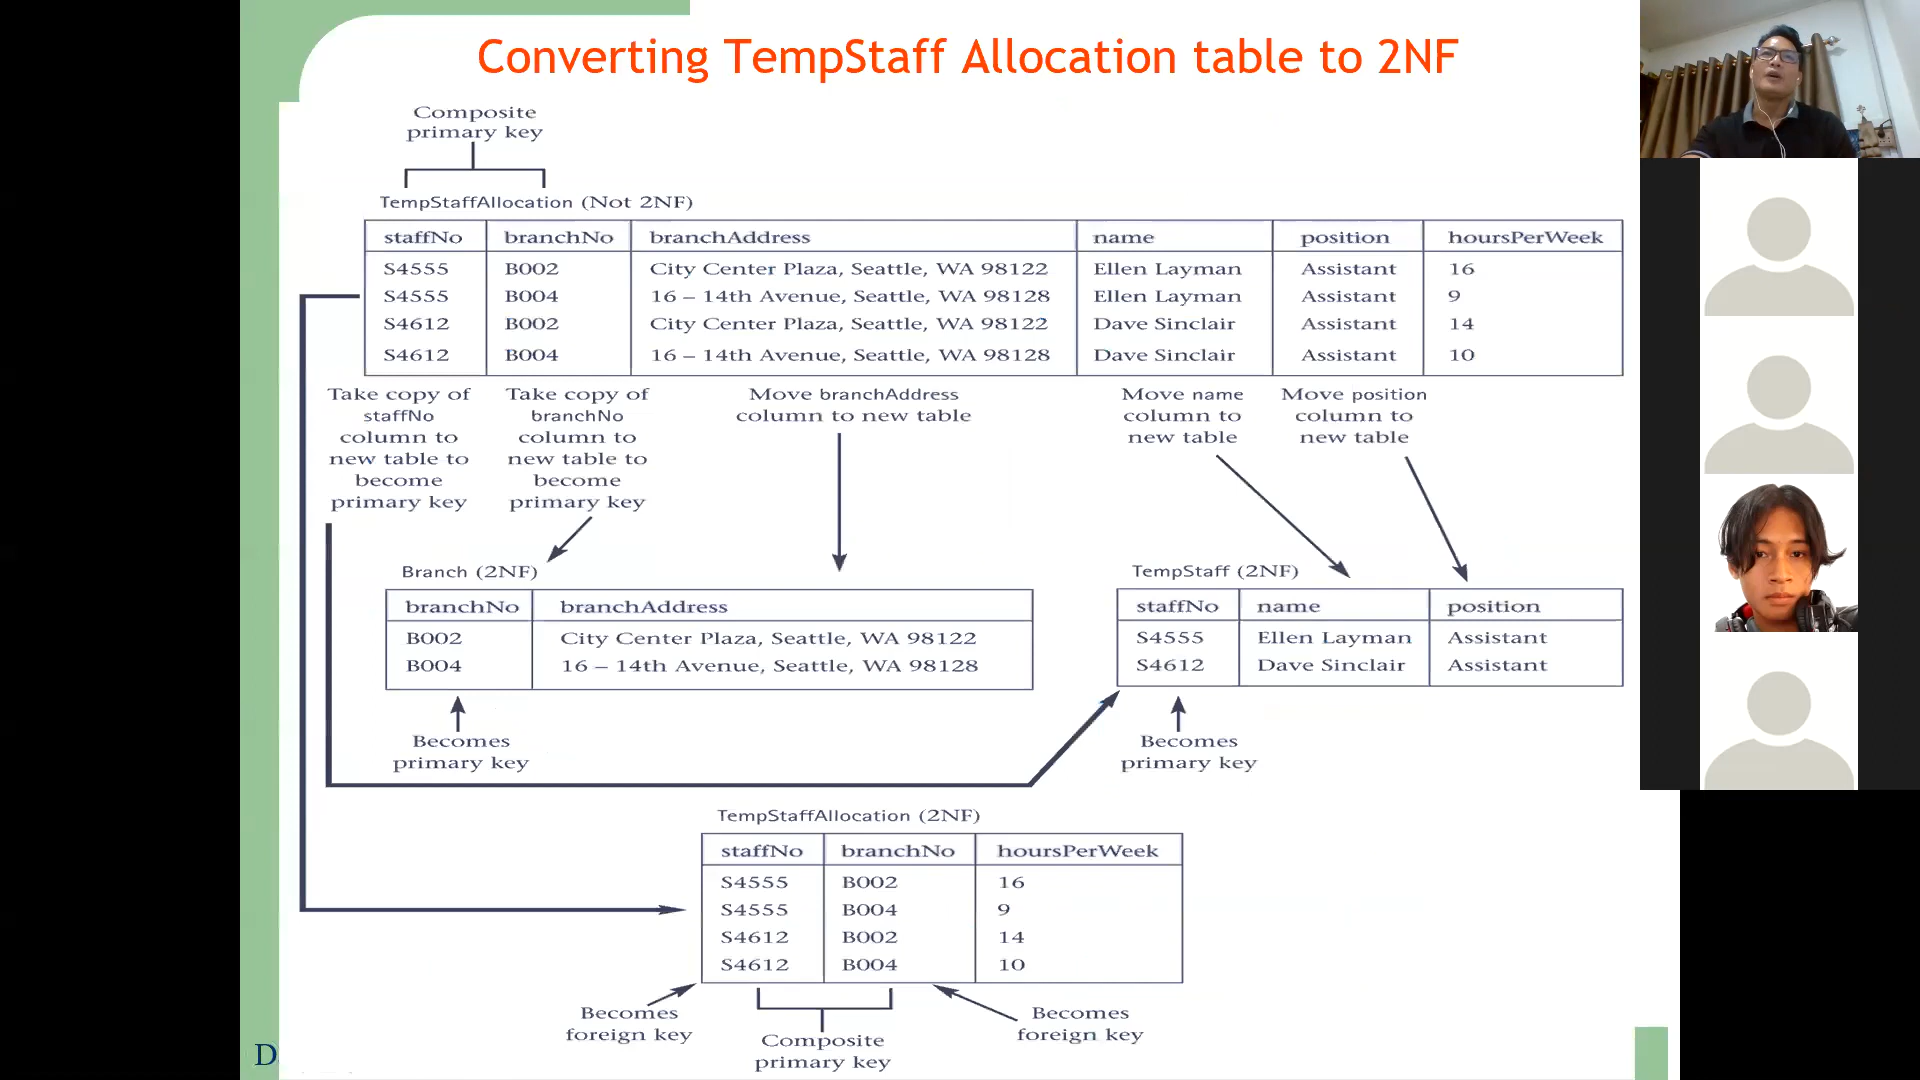 Converting TempStaff Allocation table to 2NF
Composite
primary key
TempStaffAllocation (Not 2NF)
staffNo branchNo branchAddress name position hoursPerWeek
S4555 B002 City Center Plaza, Seattle, WA 98122 Ellen Layman Assistant 16
S4555 B004 16 – 14th Avenue, Seattle, WA 98128 Ellen Layman Assistant 9
S4612 B002 City Center Plaza, Seattle, WA 98122 Dave Sinclair Assistant 14
S4612 B004 16 – 14th Avenue, Seattle, WA 98128 Dave Sinclair Assistant 10
Take copy of
staffNo
column to
new table to
become
primary key
Take copy of
branchNo
column to
new table to
become
primary key
Move branchAddress
column to new table
Move name
column to
new table
Move position
column to
new table
Branch (2NF)
branchNo branchAddress
B002 City Center Plaza, Seattle, WA 98122
B004 16 – 14th Avenue, Seattle, WA 98128
Becomes
primary key
TempStaff (2NF)
staffNo name position
S4555 Ellen Layman Assistant
S4612 Dave Sinclair Assistant
Becomes
primary key
TempStaffAllocation (2NF)
staffNo branchNo hoursPerWeek
S4555 B002 16
S4555 B004 9
S4612 B002 14
S4612 B004 10
Becomes
foreign key
Composite
primary key
Becomes
foreign key
D